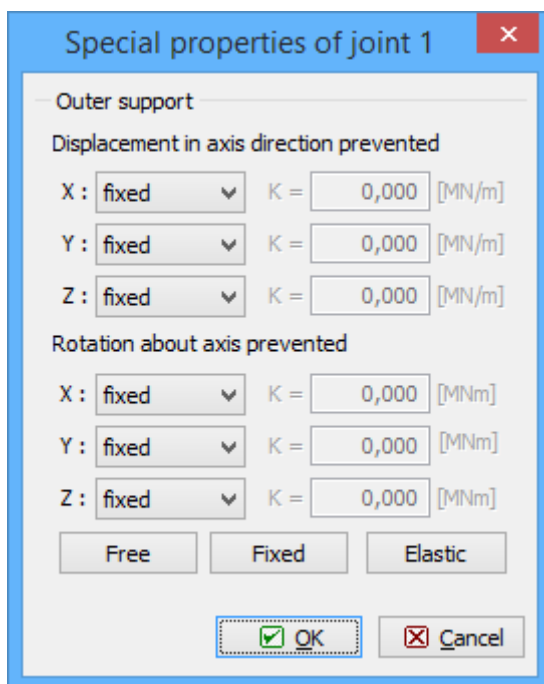 Special properties of joint 1
Outer support
Displacement in axis direction prevented
X : fixed K = 0,000 [MN/m]
Y : fixed K = 0,000 [MN/m]
Z : fixed K = 0,000 [MN/m]
Rotation about axis prevented
X : fixed K = 0,000 [MNm]
Y : fixed K = 0,000 [MNm]
Z : fixed K = 0,000 [MNm]
Free Fixed Elastic
OK Cancel